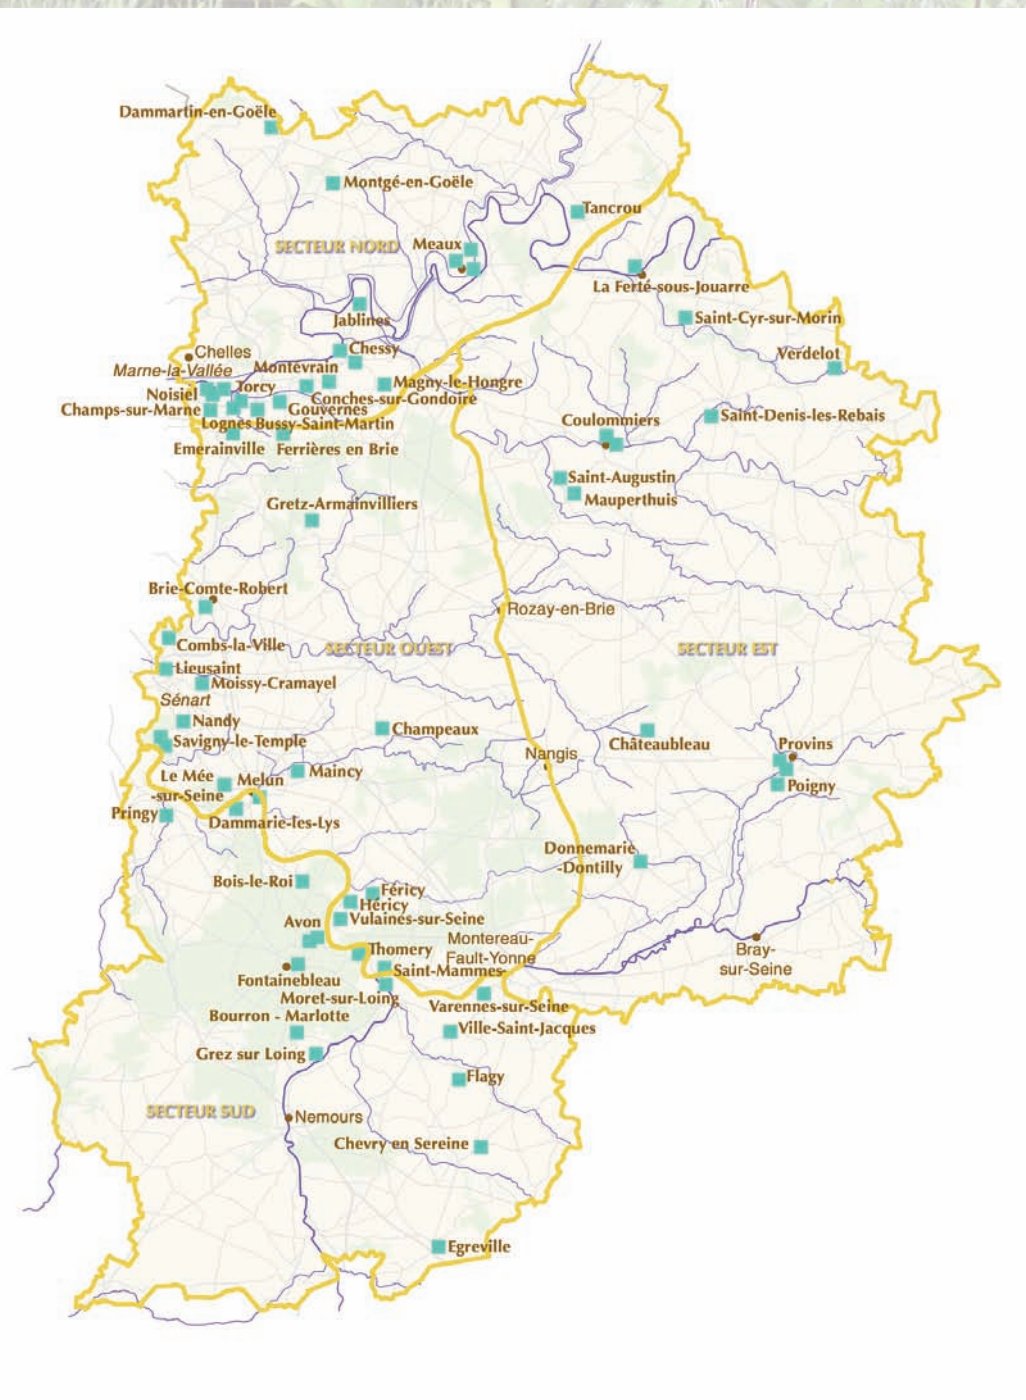 Dammartin-en-Goële
Montgé-en-Goële
Tancrou
SECTEUR NORD
Meaux
La Ferté-sous-Jouarre
Jablines
Saint-Cyr-sur-Morin
Chelles
Chessy
Verdelot
Marne-la-Vallée
Montévrain
Noisiel
Torcy
Magny-le-Hongre
Conches-sur-Gondoire
Champs-sur-Marne
Gouvernes
Lognes
Bussy-Saint-Martin
Coulommiers
Saint-Denis-les-Rebais
Emerainville
Ferrières en Brie
Saint-Augustin
Mauperthuis
Gretz-Armainvilliers
Brie-Comte-Robert
Rozay-en-Brie
Combs-la-Ville
SECTEUR OUEST
SECTEUR EST
Lieusaint
Moissy-Cramayel
Sénart
Nandy
Champeaux
Savigny-le-Temple
Châteaubleau
Provins
Nangis
Le Mée
-sur-Seine
Melun
Maincy
Poigny
Pringy
Dammarie-les-Lys
Donnemarie
-Dontilly
Bois-le-Roi
Féricy
Héricy
Vulaines-sur-Seine
Avon
Thomery
Montereau-
Fault-Yonne
Bray-
sur-Seine
Saint-Mammes
Fontainebleau
Moret-sur-Loing
Varennes-sur-Seine
Bourron - Marlotte
Ville-Saint-Jacques
Grez sur Loing
Flagy
SECTEUR SUD
Nemours
Chevry en Sereine
Egreville